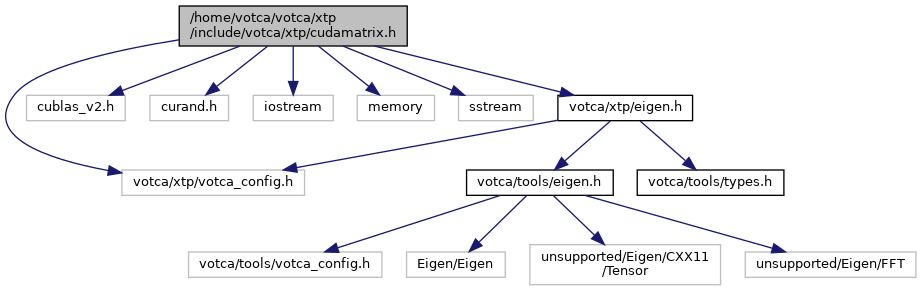 /home/votca/votca/xtp
/include/votca/xtp/cudamatrix.h
cublas_v2.h
curand.h
iostream
memory
sstream
votca/xtp/eigen.h
votca/xtp/votca_config.h
votca/tools/eigen.h
votca/tools/types.h
votca/tools/votca_config.h
Eigen/Eigen
unsupported/Eigen/CXX11
/Tensor
unsupported/Eigen/FFT